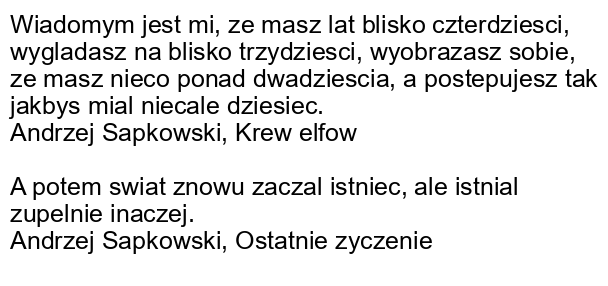 Wiadomym jest mi, ze masz lat blisko czterdziesci,
wygladasz na blisko trzydziesci, wyobrazasz sobie,
ze masz nieco ponad dwadziescia, a postepujesz tak
jakbys mial niecale dziesiec.
Andrzej Sapkowski, Krew elfow

A potem swiat znowu zaczal istniec, ale istnial
zupelnie inaczej.
Andrzej Sapkowski, Ostatnie zyczenie